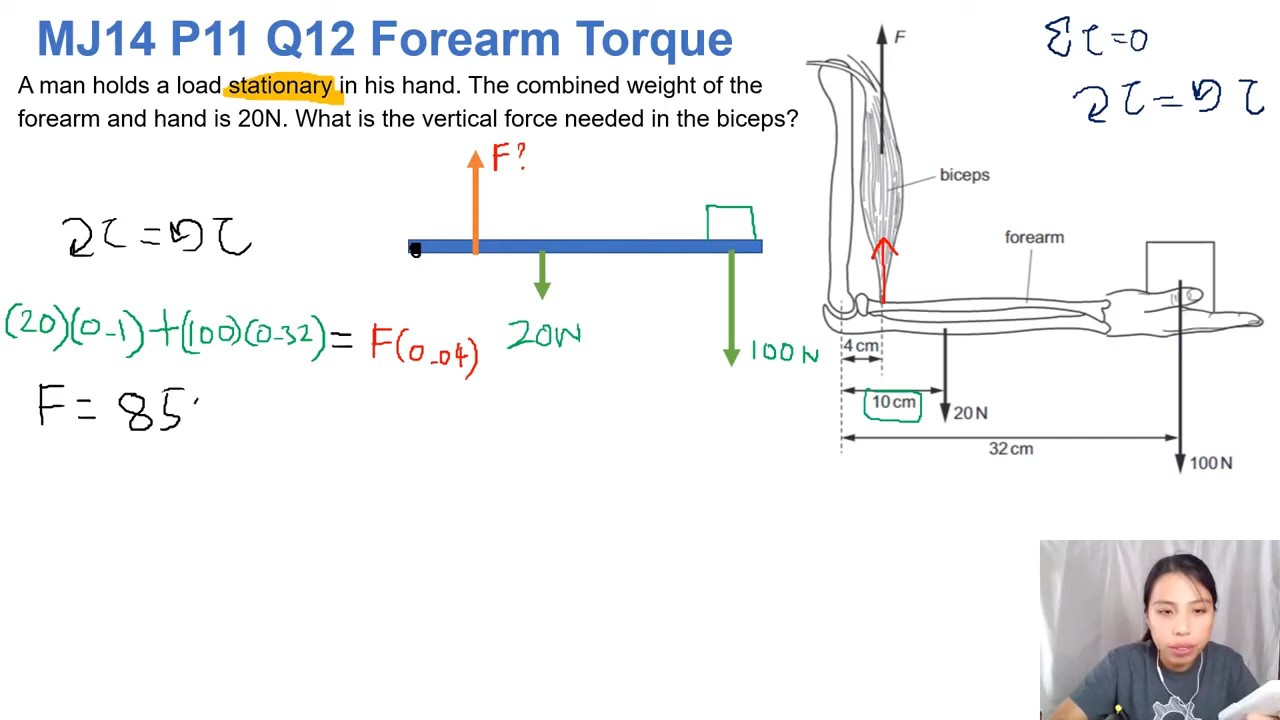 MJ14 P11 Q12 Forearm Torque
A man holds a load stationary in his hand. The combined weight of the
forearm and hand is 20N. What is the vertical force needed in the biceps?
Στ=0
↻τ=↺τ
F?
↻τ=↺τ
(20)(0.1)+(100)(0.32)=F(0.04)
F=85
20N
100N
F
biceps
forearm
4 cm
10 cm
20 N
32 cm
100 N